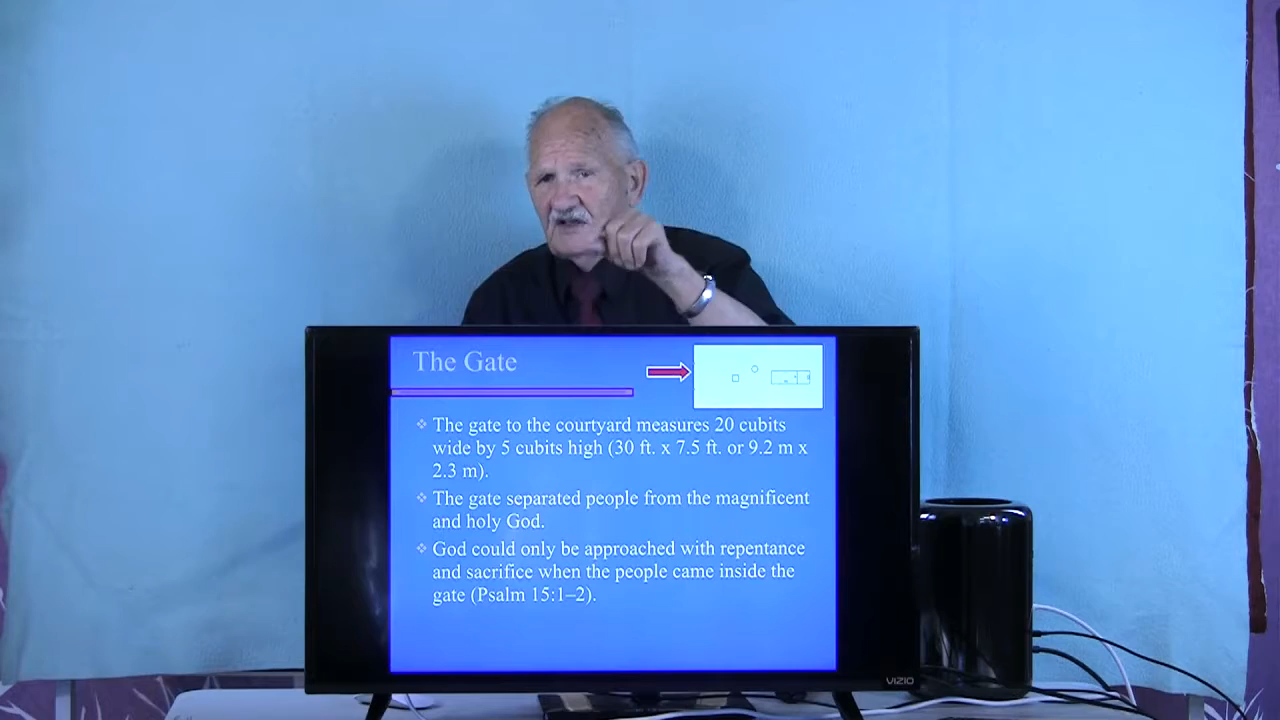 The Gate
❖ The gate to the courtyard measures 20 cubits
wide by 5 cubits high (30 ft. x 7.5 ft. or 9.2 m x
2.3 m).
❖ The gate separated people from the magnificent
and holy God.
❖ God could only be approached with repentance
and sacrifice when the people came inside the
gate (Psalm 15:1–2).
VIZIO